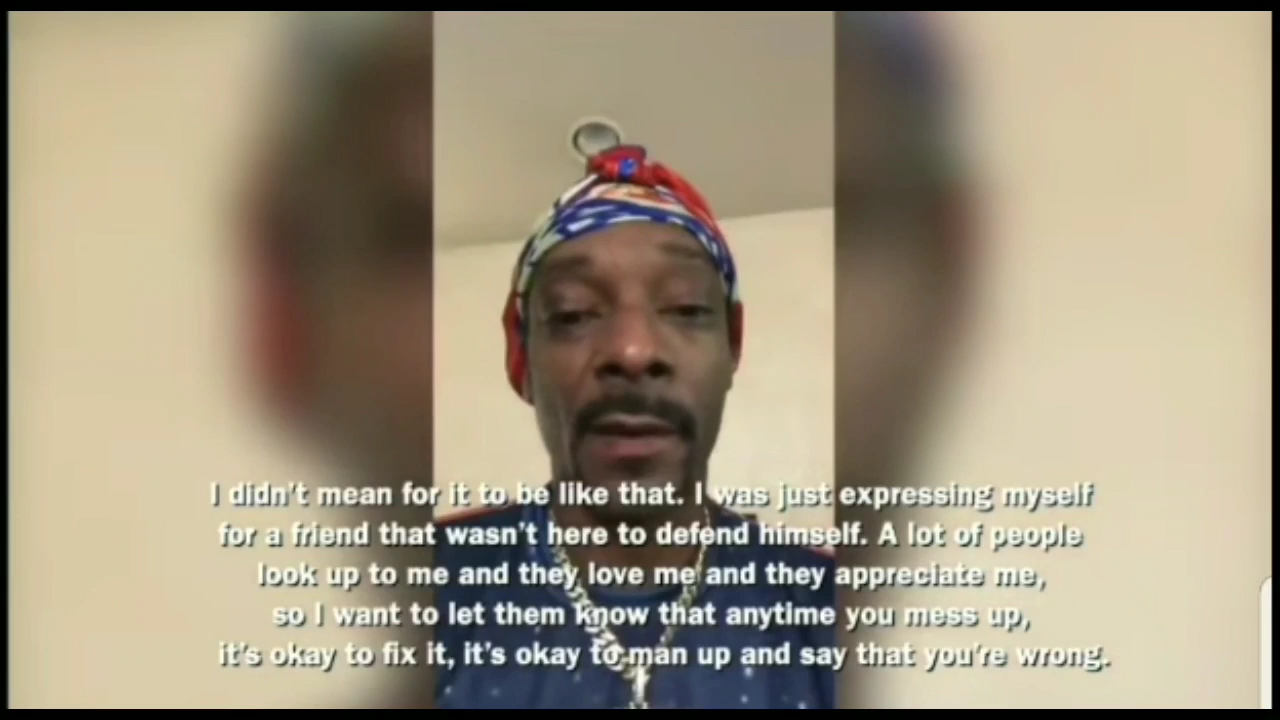 I didn't mean for it to be like that. I was just expressing myself
for a friend that wasn't here to defend himself. A lot of people
look up to me and they love me and they appreciate me,
so I want to let them know that anytime you mess up,
it's okay to fix it, it's okay to man up and say that you're wrong.